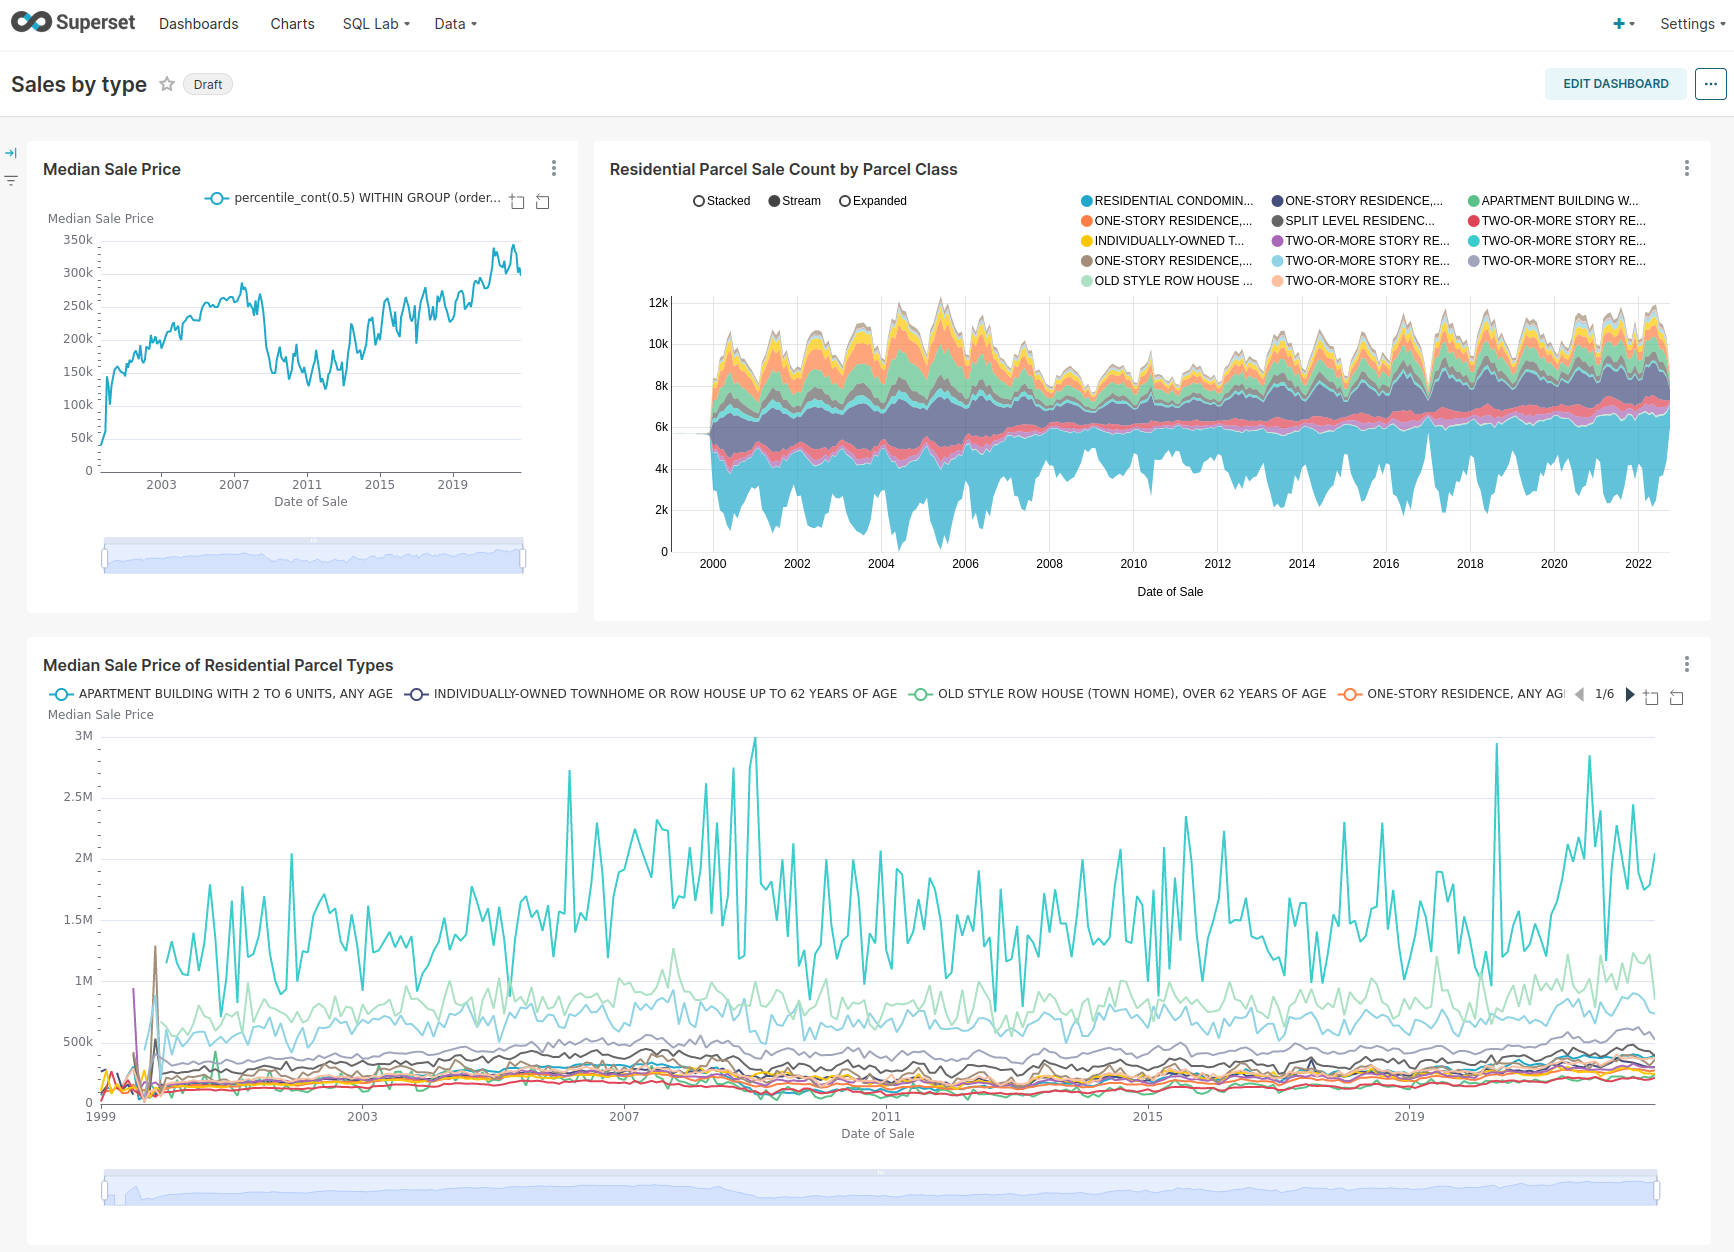 Superset Dashboards Charts SQL Lab Data Settings
Sales by type Draft EDIT DASHBOARD ...
Median Sale Price
percentile_cont(0.5) WITHIN GROUP (order...
Median Sale Price
350k
300k
250k
200k
150k
100k
50k
0
2003 2007 2011 2015 2019
Date of Sale
Residential Parcel Sale Count by Parcel Class
Stacked Stream Expanded
RESIDENTIAL CONDOMIN... ONE-STORY RESIDENCE,... APARTMENT BUILDING W...
ONE-STORY RESIDENCE,... SPLIT LEVEL RESIDENC... TWO-OR-MORE STORY RE...
INDIVIDUALLY-OWNED T... TWO-OR-MORE STORY RE... TWO-OR-MORE STORY RE...
ONE-STORY RESIDENCE,... TWO-OR-MORE STORY RE... TWO-OR-MORE STORY RE...
OLD STYLE ROW HOUSE ... TWO-OR-MORE STORY RE...
12k
10k
8k
6k
4k
2k
0
2000 2002 2004 2006 2008 2010 2012 2014 2016 2018 2020 2022
Date of Sale
Median Sale Price of Residential Parcel Types
APARTMENT BUILDING WITH 2 TO 6 UNITS, ANY AGE INDIVIDUALLY-OWNED TOWNHOME OR ROW HOUSE UP TO 62 YEARS OF AGE OLD STYLE ROW HOUSE (TOWN HOME), OVER 62 YEARS OF AGE ONE-STORY RESIDENCE, ANY AG 1/6
Median Sale Price
3M
2.5M
2M
1.5M
1M
500k
0
1999 2003 2007 2011 2015 2019
Date of Sale